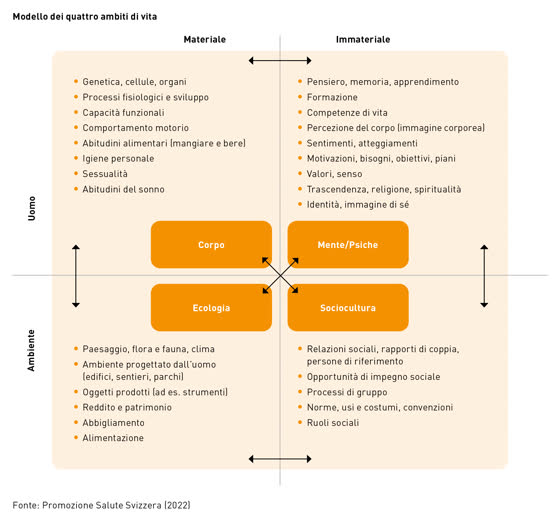 Modello dei quattro ambiti di vita
Materiale
Immateriale
Uomo
• Genetica, cellule, organi
• Processi fisiologici e sviluppo
• Capacità funzionali
• Comportamento motorio
• Abitudini alimentari (mangiare e bere)
• Igiene personale
• Sessualità
• Abitudini del sonno
• Pensiero, memoria, apprendimento
• Formazione
• Competenze di vita
• Percezione del corpo (immagine corporea)
• Sentimenti, atteggiamenti
• Motivazioni, bisogni, obiettivi, piani
• Valori, senso
• Trascendenza, religione, spiritualità
• Identità, immagine di sé
Corpo
Mente/Psiche
Ecologia
Sociocultura
Ambiente
• Paesaggio, flora e fauna, clima
• Ambiente progettato dall'uomo
(edifici, sentieri, parchi)
• Oggetti prodotti (ad es. strumenti)
• Reddito e patrimonio
• Abbigliamento
• Alimentazione
• Relazioni sociali, rapporti di coppia,
persone di riferimento
• Opportunità di impegno sociale
• Processi di gruppo
• Norme, usi e costumi, convenzioni
• Ruoli sociali
Fonte: Promozione Salute Svizzera (2022)